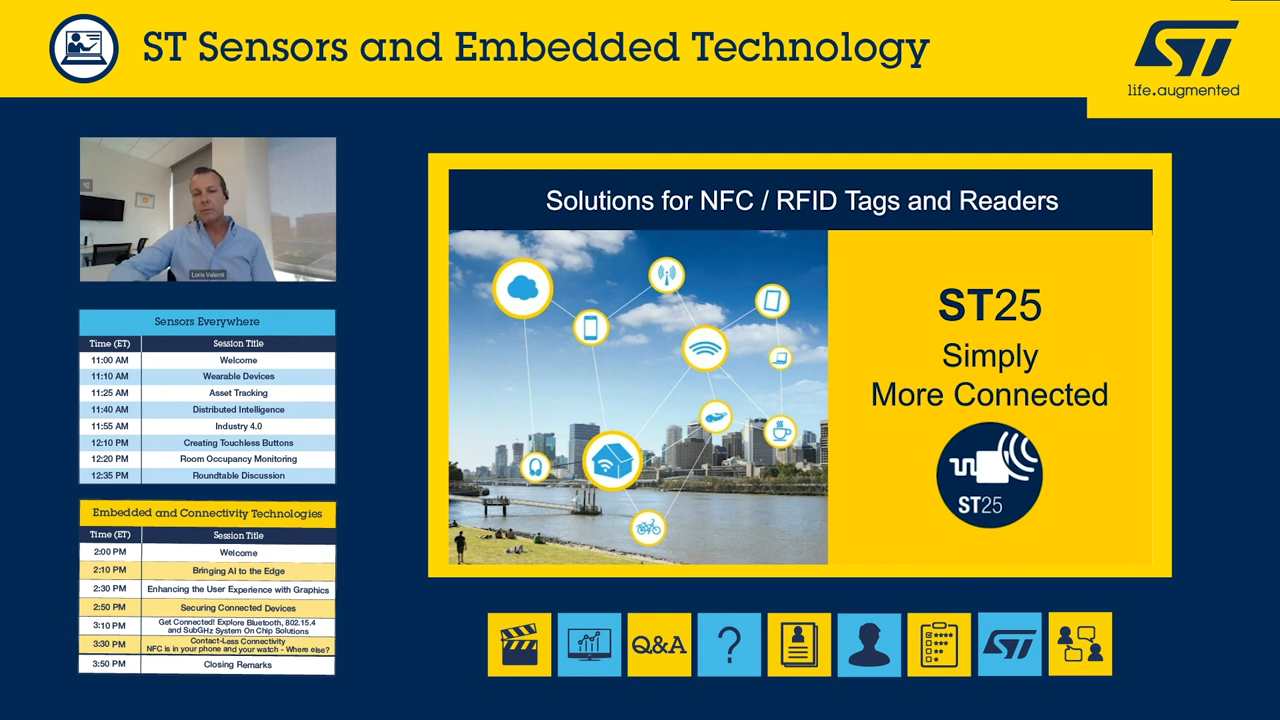 ST Sensors and Embedded Technology
ST
life.augmented
Loris Valenti
Solutions for NFC / RFID Tags and Readers
ST25
Simply
More Connected
ST25
Sensors Everywhere
Time (ET) Session Title
11:00 AM Welcome
11:10 AM Wearable Devices
11:25 AM Asset Tracking
11:40 AM Distributed Intelligence
11:55 AM Industry 4.0
12:10 PM Creating Touchless Buttons
12:20 PM Room Occupancy Monitoring
12:35 PM Roundtable Discussion
Embedded and Connectivity Technologies
Time (ET) Session Title
2:00 PM Welcome
2:10 PM Bringing AI to the Edge
2:30 PM Enhancing the User Experience with Graphics
2:50 PM Securing Connected Devices
3:10 PM Get Connected! Explore Bluetooth, 802.15.4
and SubGHz System On Chip Solutions
3:30 PM Contact-Less Connectivity
NFC is in your phone and your watch - Where else?
3:50 PM Closing Remarks
Q&A
?
ST